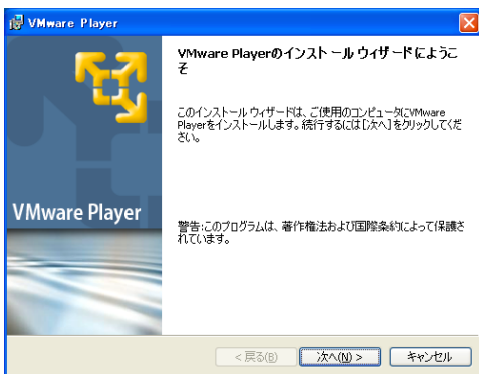 VMware Player
VMware Playerのインストール ウィザードにようこ
そ
このインストール ウィザードは、ご使用のコンピュータにVMware
Playerをインストールします。続行するには[次へ]をクリックしてくだ
さい。
VMware Player
警告:このプログラムは、著作権法および国際条約によって保護さ
れています。
< 戻る(B)
次へ(N) >
キャンセル